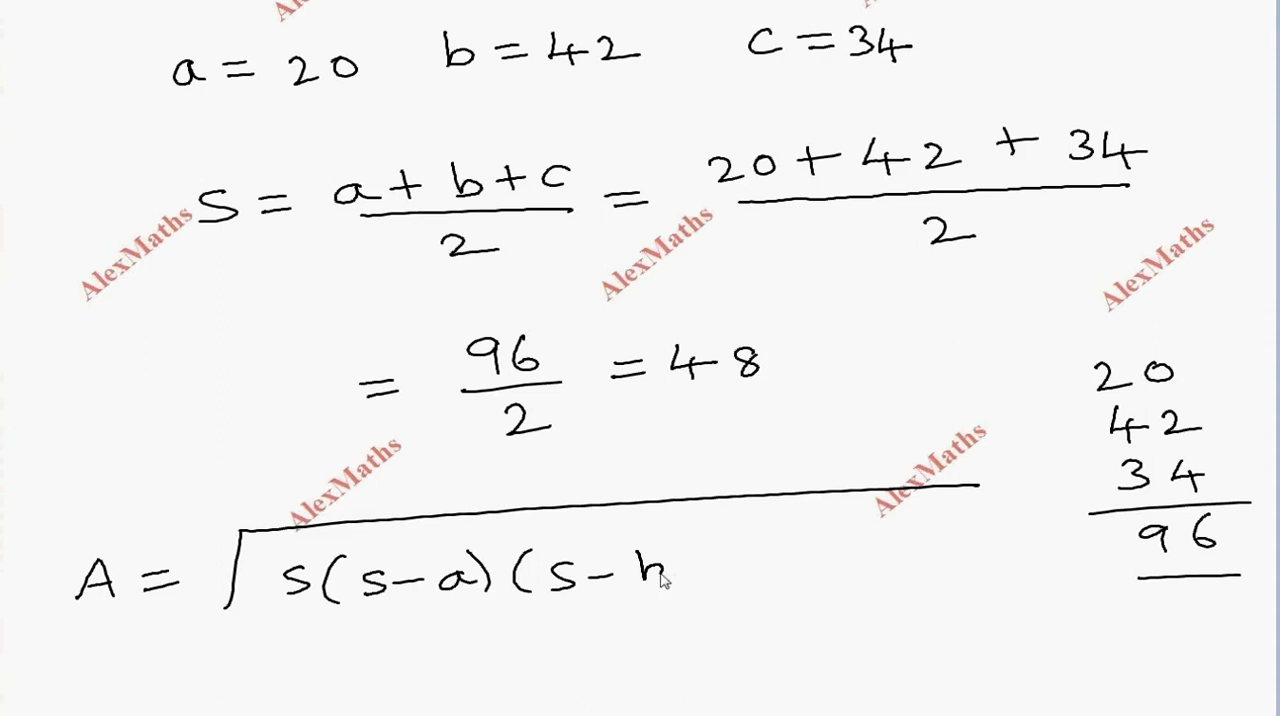 a = 20 b = 42 c = 34
S = a + b + c / 2 = 20 + 42 + 34 / 2
= 96 / 2 = 48
20
42
34
96
A = √ s(s-a)(s-b
AlexMaths
AlexMaths
AlexMaths
AlexMaths
AlexMaths